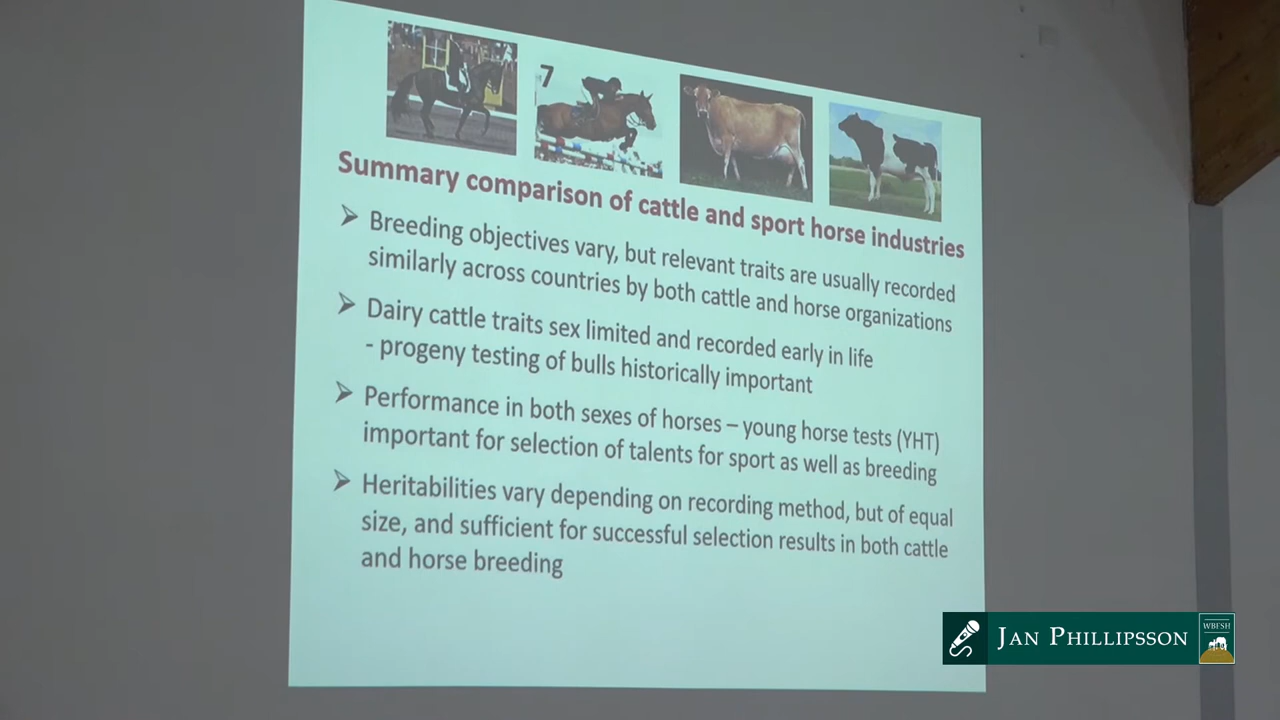 7
Summary comparison of cattle and sport horse industries
➢ Breeding objectives vary, but relevant traits are usually recorded
similarly across countries by both cattle and horse organizations
➢ Dairy cattle traits sex limited and recorded early in life
- progeny testing of bulls historically important
➢ Performance in both sexes of horses – young horse tests (YHT)
important for selection of talents for sport as well as breeding
➢ Heritabilities vary depending on recording method, but of equal
size, and sufficient for successful selection results in both cattle
and horse breeding
JAN PHILLIPSSON
WBFSH